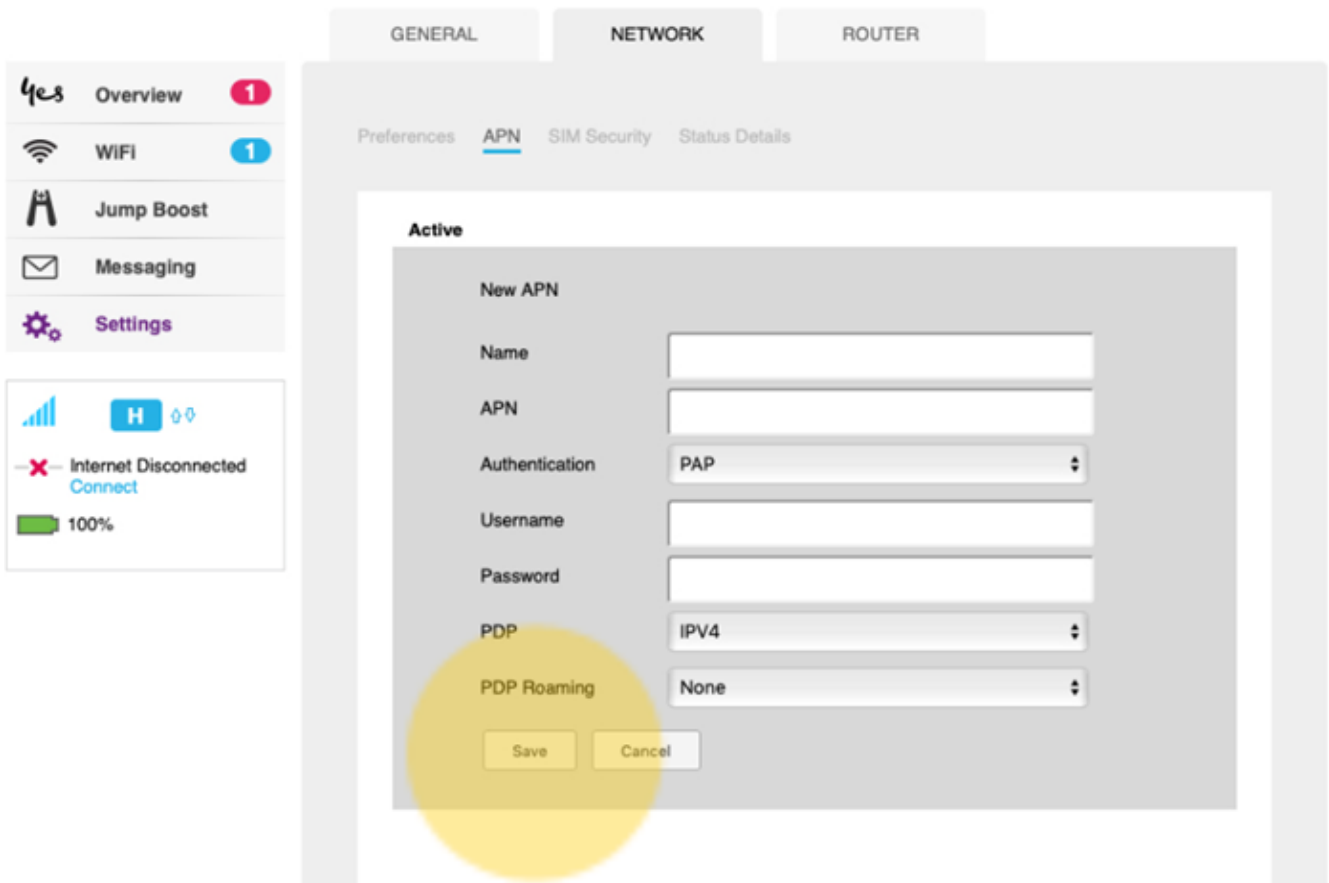 GENERAL NETWORK ROUTER
yes Overview 1
WiFi 1
Jump Boost
Messaging
Settings
H
Internet Disconnected
Connect
100%
Preferences APN SIM Security Status Details
Active
New APN
Name
APN
Authentication PAP
Username
Password
PDP IPV4
PDP Roaming None
Save Cancel